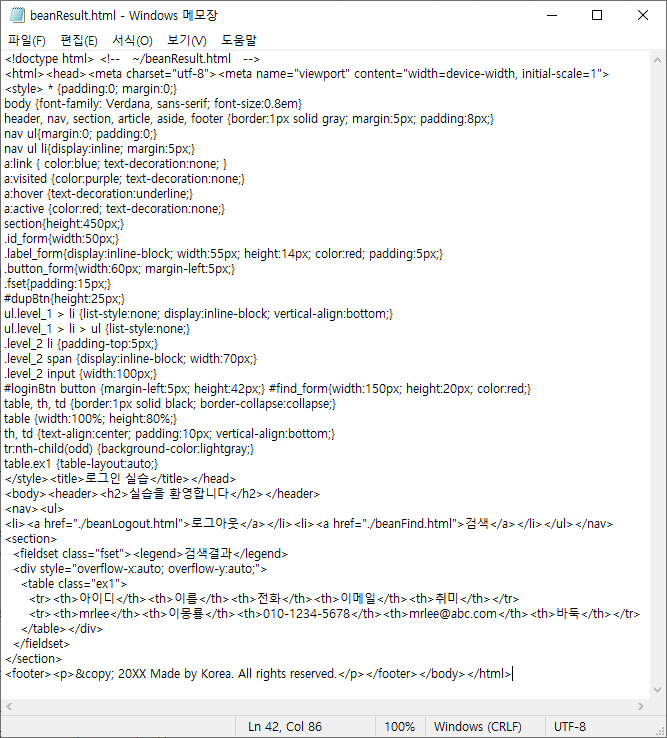 beanResult.html - Windows 메모장
파일(F) 편집(E) 서식(O) 보기(V) 도움말
<!doctype html> <!-- ~/beanResult.html -->
<html><head><meta charset="utf-8"><meta name="viewport" content="width=device-width, initial-scale=1">
<style> * {padding:0; margin:0;}
body {font-family: Verdana, sans-serif; font-size:0.8em}
header, nav, section, article, aside, footer {border:1px solid gray; margin:5px; padding:8px;}
nav ul{margin:0; padding:0;}
nav ul li{display:inline; margin:5px;}
a:link { color:blue; text-decoration:none; }
a:visited {color:purple; text-decoration:none;}
a:hover {text-decoration:underline;}
a:active {color:red; text-decoration:none;}
section{height:450px;}
.id_form{width:50px;}
.label_form{display:inline-block; width:55px; height:14px; color:red; padding:5px;}
.button_form{width:60px; margin-left:5px;}
.fset{padding:15px;}
#dupBtn{height:25px;}
ul.level_1 > li {list-style:none; display:inline-block; vertical-align:bottom;}
ul.level_1 > li > ul {list-style:none;}
.level_2 li {padding-top:5px;}
.level_2 span {display:inline-block; width:70px;}
.level_2 input {width:100px;}
#loginBtn button {margin-left:5px; height:42px;} #find_form{width:150px; height:20px; color:red;}
table, th, td {border:1px solid black; border-collapse:collapse;}
table {width:100%; height:80%;}
th, td {text-align:center; padding:10px; vertical-align:bottom;}
tr:nth-child(odd) {background-color:lightgray;}
table.ex1 {table-layout:auto;}
</style><title>로그인 실습</title></head>
<body><header><h2>실습을 환영합니다</h2></header>
<nav><ul>
<li><a href="./beanLogout.html">로그아웃</a></li><li><a href="./beanFind.html">검색</a></li></ul></nav>
<section>
<fieldset class="fset"><legend>검색결과</legend>
<div style="overflow-x:auto; overflow-y:auto;">
<table class="ex1">
<tr><th>아이디</th><th>이름</th><th>전화</th><th>이메일</th><th>취미</th></tr>
<tr><th>mrlee</th><th>이몽룡</th><th>010-1234-5678</th><th>mrlee@abc.com</th><th>바둑</th></tr>
</table></div>
</fieldset>
</section>
<footer><p>&copy; 20XX Made by Korea. All rights reserved.</p></footer></body></html>
Ln 42, Col 86 100% Windows (CRLF) UTF-8